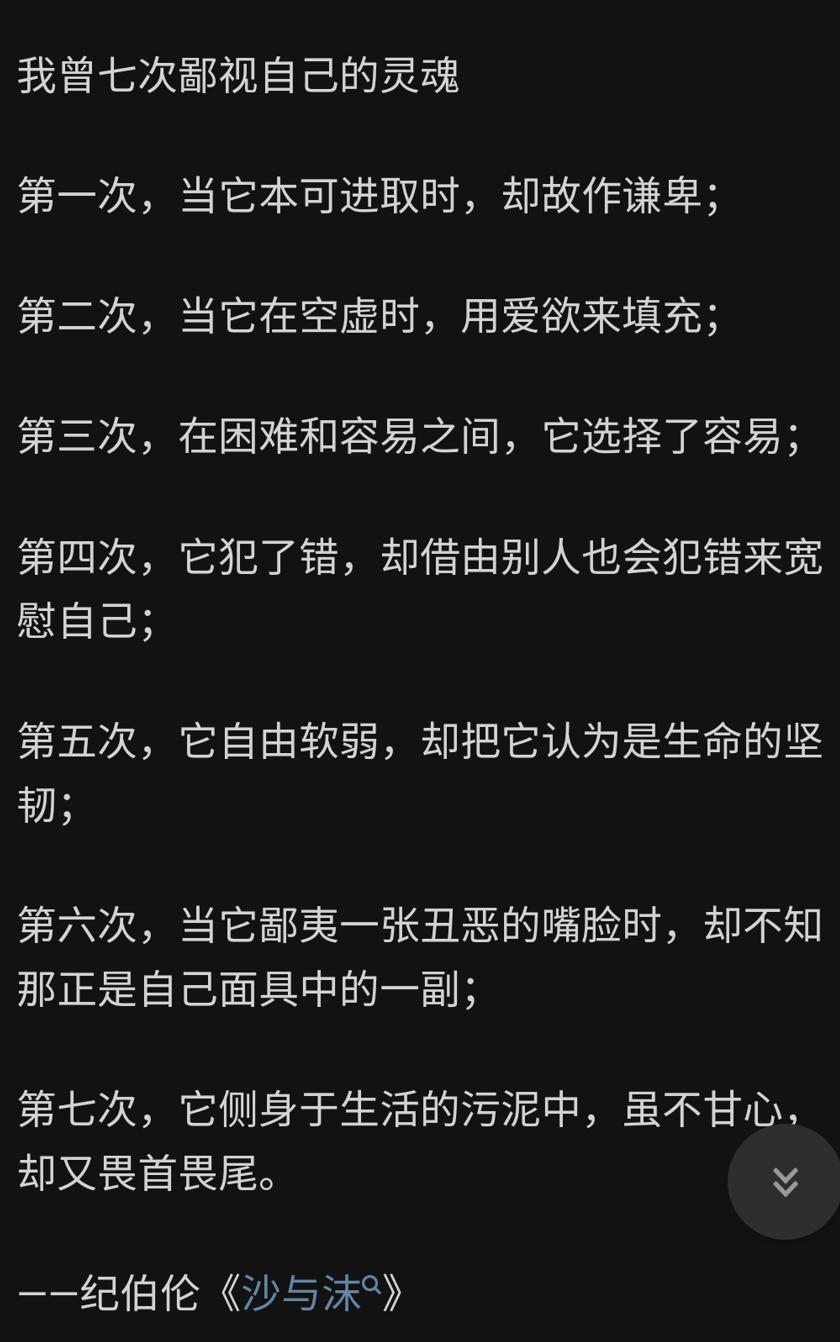 我曾七次鄙视自己的灵魂
第一次，当它本可进取时，却故作谦卑；
第二次，当它在空虚时，用爱欲来填充；
第三次，在困难和容易之间，它选择了容易；
第四次，它犯了错，却借由别人也会犯错来宽
慰自己；
第五次，它自由软弱，却把它认为是生命的坚
韧；
第六次，当它鄙夷一张丑恶的嘴脸时，却不知
那正是自己面具中的一副；
第七次，它侧身于生活的污泥中，虽不甘心，
却又畏首畏尾。
——纪伯伦《沙与沫》